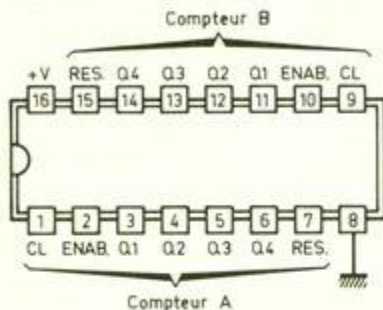 Compteur B
+V RES. Q4 Q3 Q2 Q1 ENAB. CL
16 15 14 13 12 11 10 9
1 2 3 4 5 6 7 8
CL ENAB. Q1 Q2 Q3 Q4 RES.
Compteur A